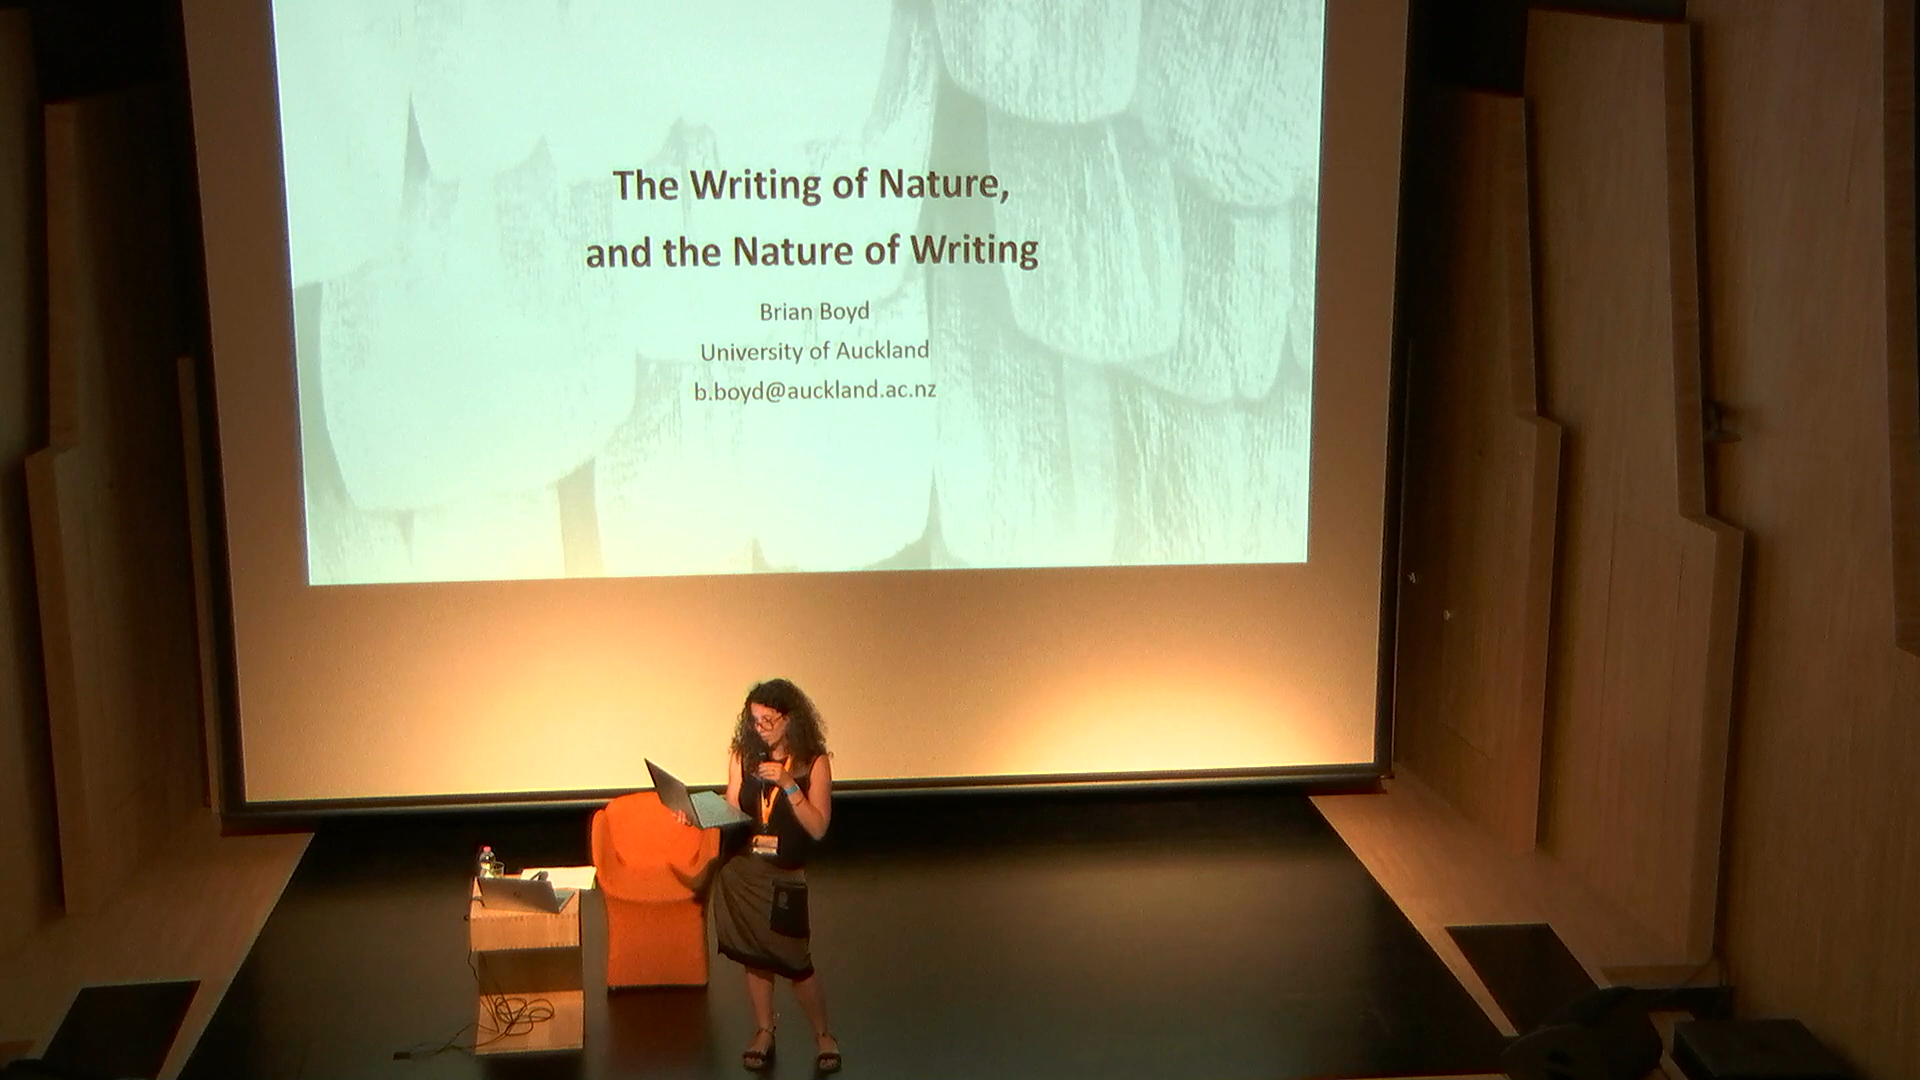 The Writing of Nature,
and the Nature of Writing
Brian Boyd
University of Auckland
b.boyd@auckland.ac.nz